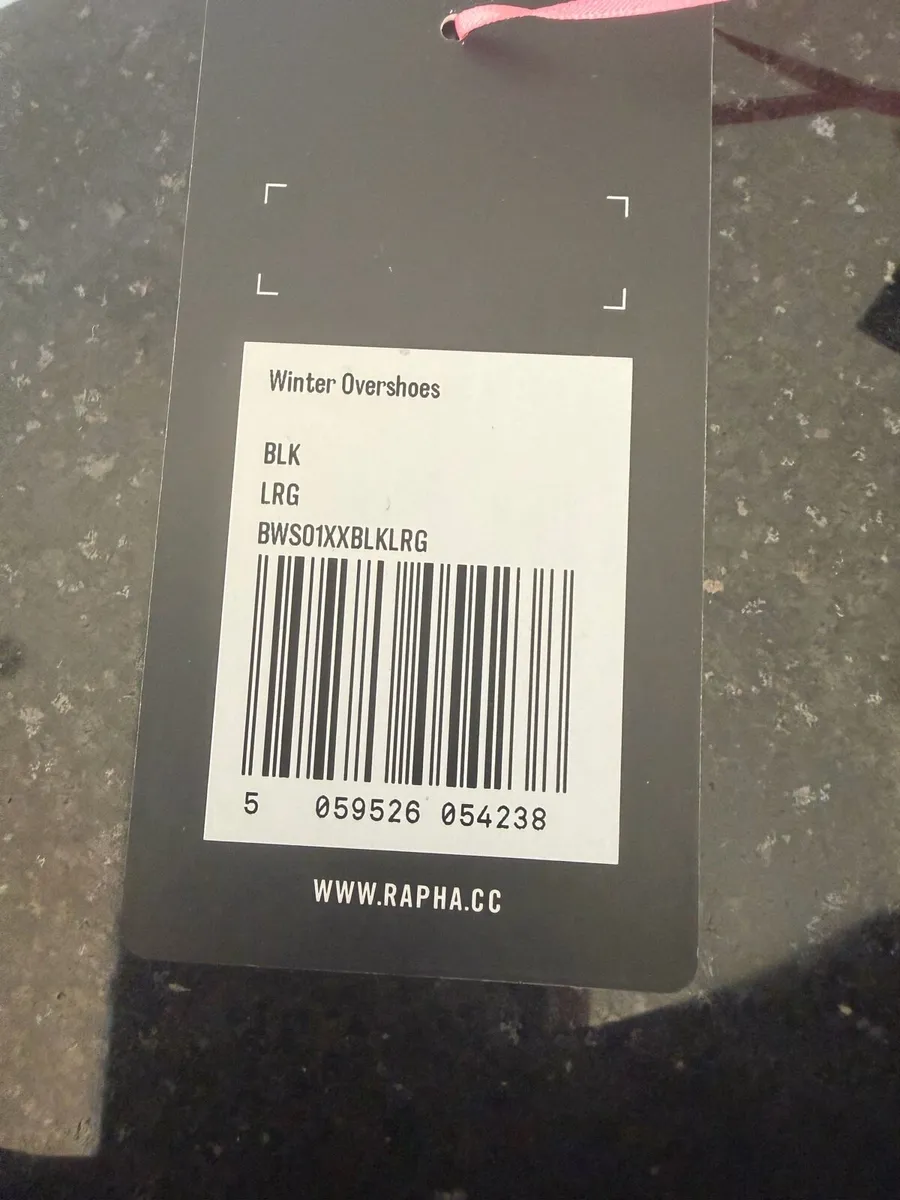 Winter Overshoes
BLK
LRG
BWS01XXBLKLRG
5 059526 054238
WWW.RAPHA.CC